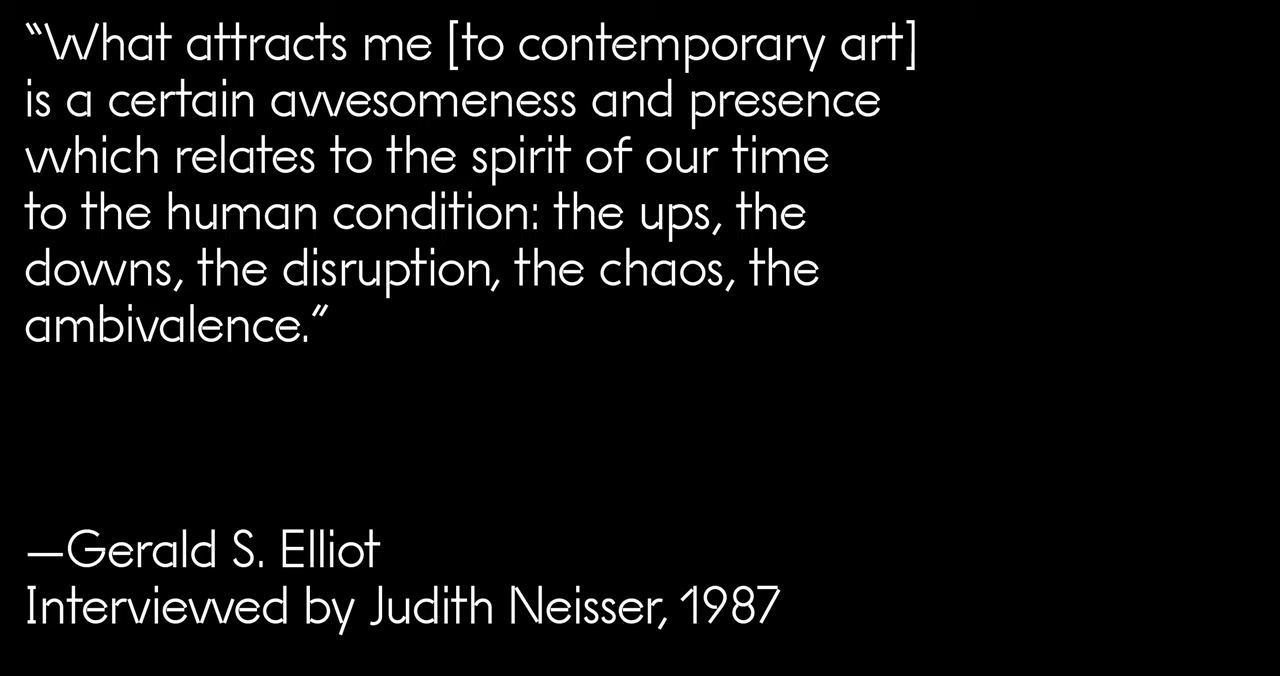 “What attracts me [to contemporary art]
is a certain awesomeness and presence
which relates to the spirit of our time
to the human condition: the ups, the
downs, the disruption, the chaos, the
ambivalence.”
—Gerald S. Elliot
Interviewed by Judith Neisser, 1987